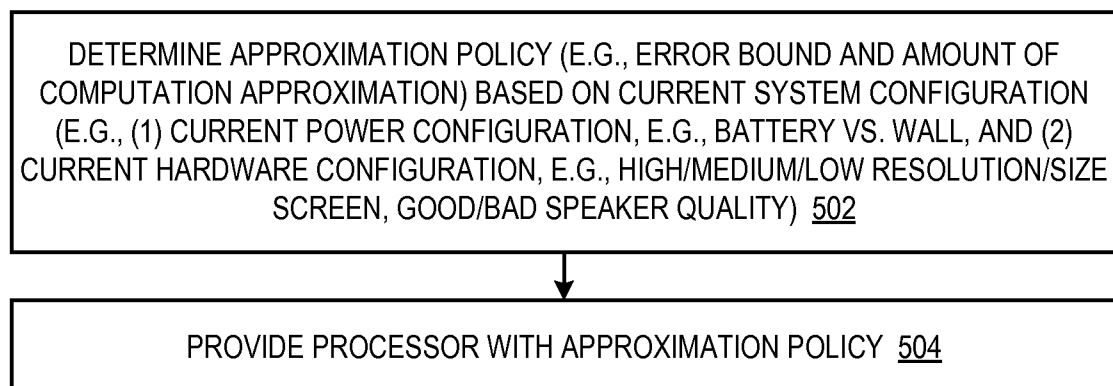 DETERMINE APPROXIMATION POLICY (E.G., ERROR BOUND AND AMOUNT OF
COMPUTATION APPROXIMATION) BASED ON CURRENT SYSTEM CONFIGURATION
(E.G., (1) CURRENT POWER CONFIGURATION, E.G., BATTERY VS. WALL, AND (2)
CURRENT HARDWARE CONFIGURATION, E.G., HIGH/MEDIUM/LOW RESOLUTION/SIZE
SCREEN, GOOD/BAD SPEAKER QUALITY) 502
PROVIDE PROCESSOR WITH APPROXIMATION POLICY 504